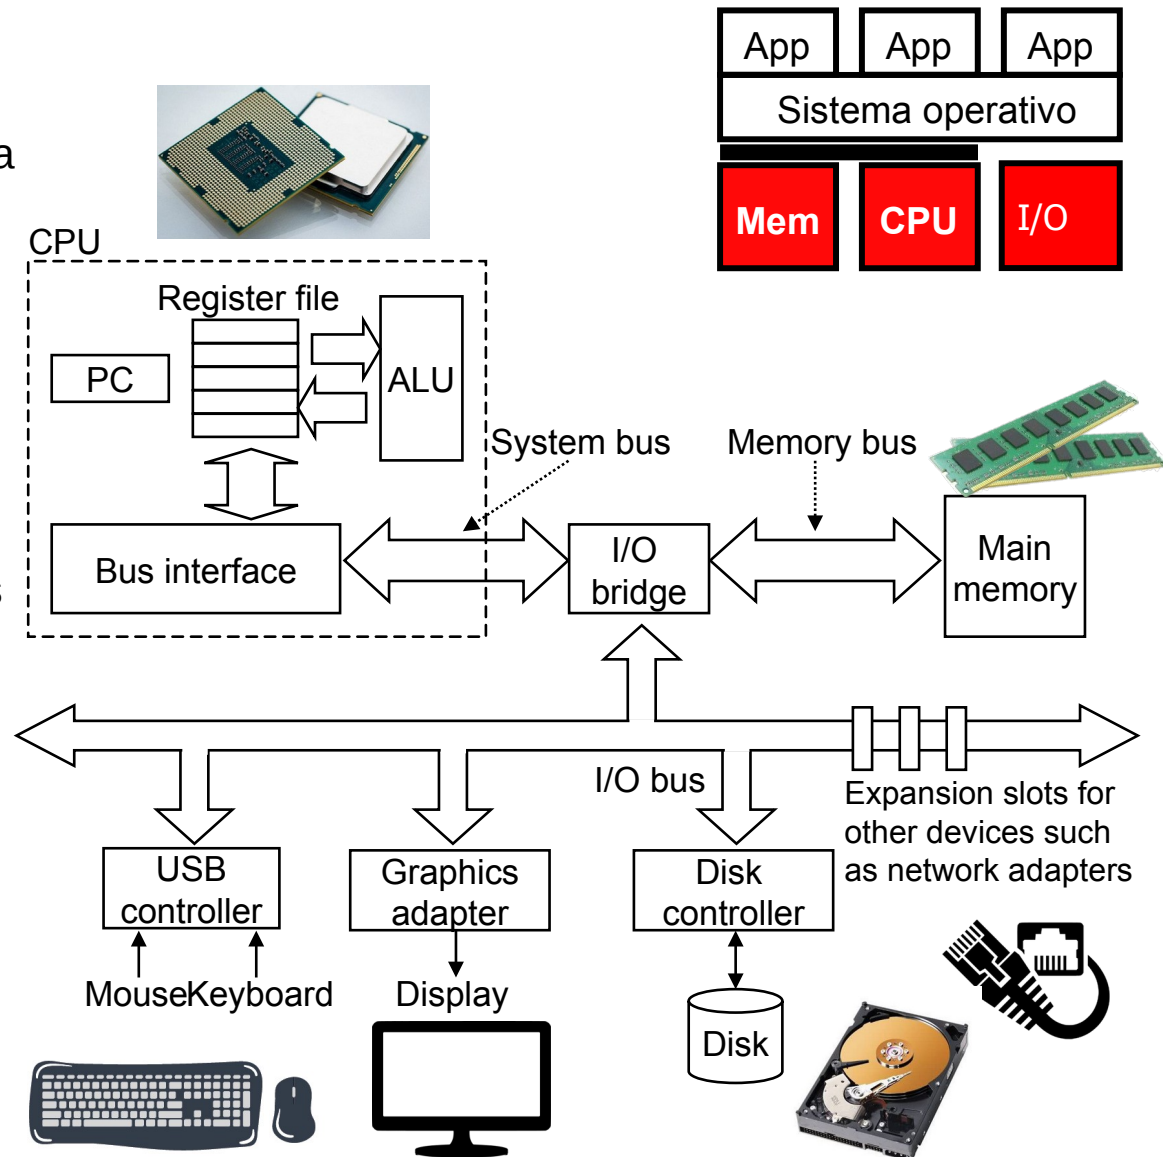 App App App
Sistema operativo
a
Mem CPU I/O
CPU
Register file
PC
ALU
System bus Memory bus
Bus interface
I/O
bridge
Main
memory
s
I/O bus
Expansion slots for
other devices such
as network adapters
USB
controller
Graphics
adapter
Disk
controller
Mouse Keyboard Display
Disk